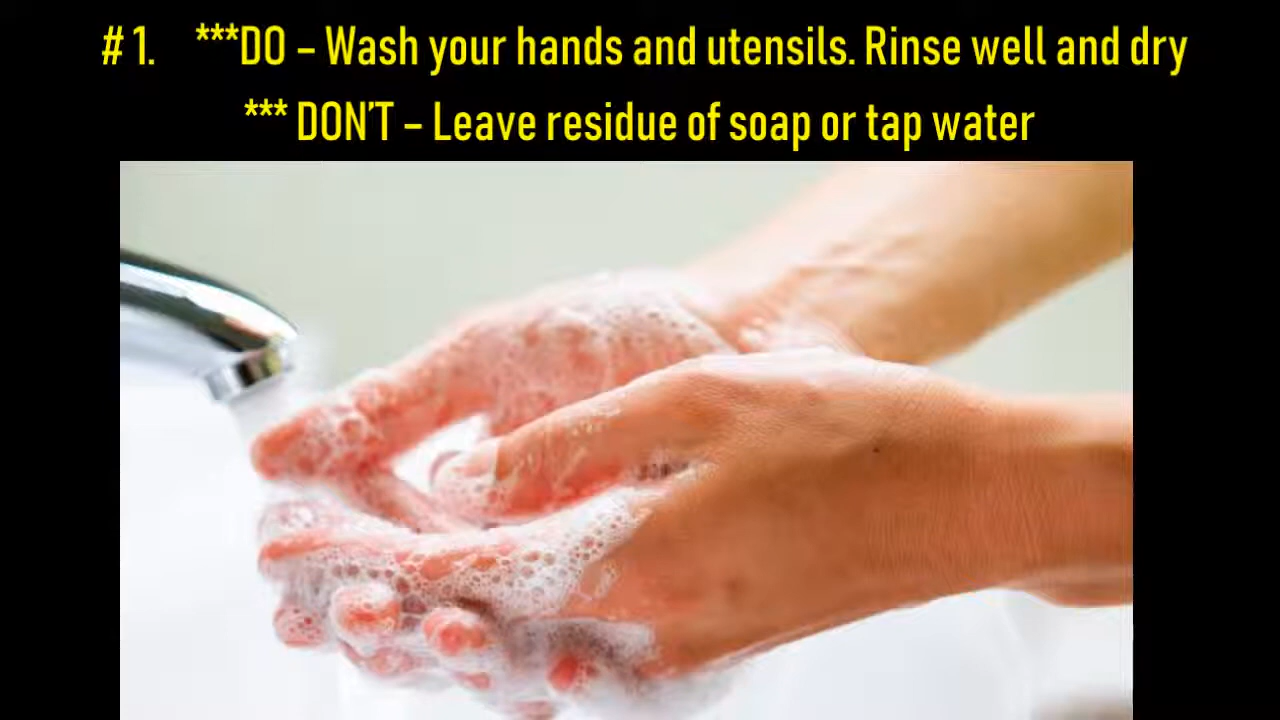 # 1. ***DO – Wash your hands and utensils. Rinse well and dry
*** DON'T – Leave residue of soap or tap water